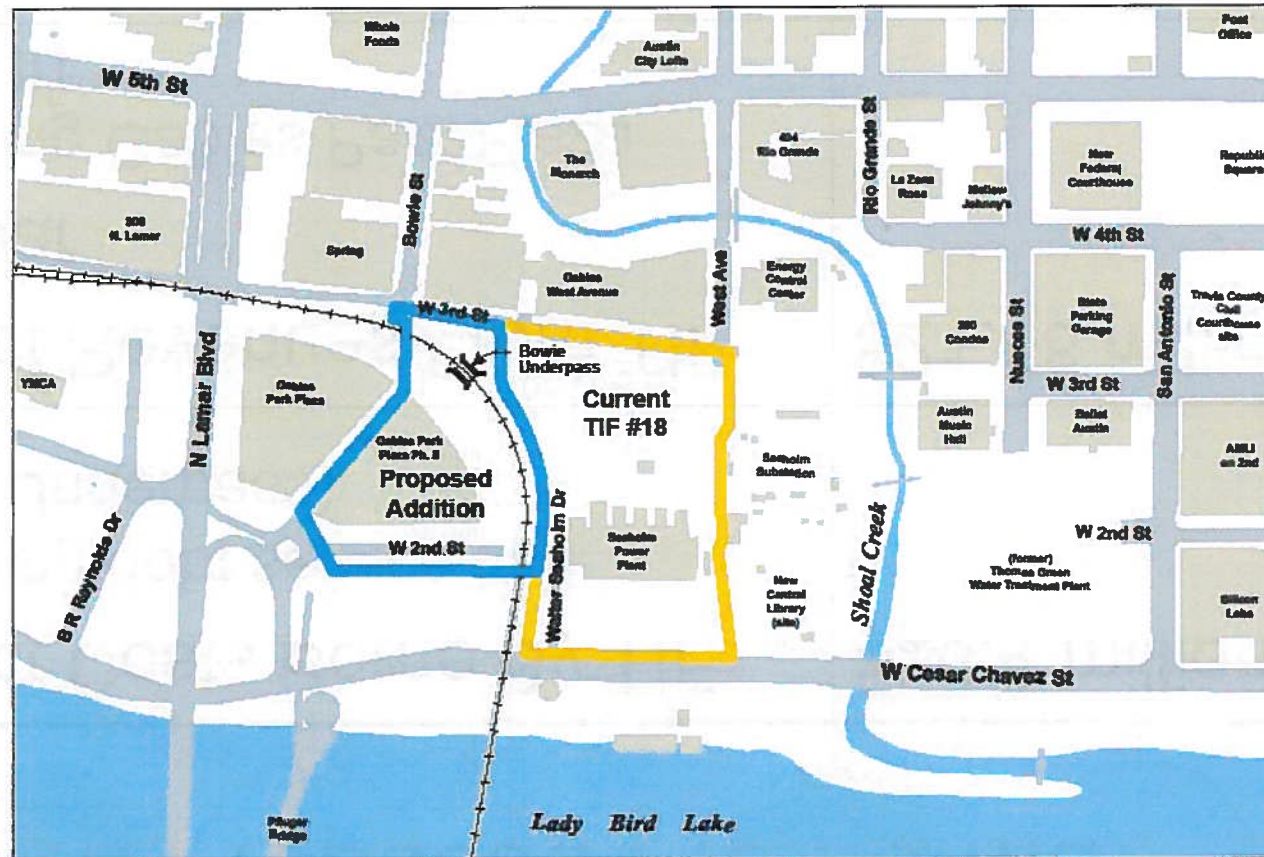 Whole
Foods
Austin
City Lofts
Post
Office
W 5th St
The
Monarch
404
Rio Grande
Rio Grande St
La Zona
Rosa
Mellow
Johnny's
New
Federal
Courthouse
Republic
Square
Bowie St
W 4th St
Spring
Gables
West Avenue
West Ave
Energy
Control
Center
360
Condos
Nueces St
State
Parking
Garage
San Antonio St
Travis County
Civil
Courthouse
site
W 3rd St
Bowie
Underpass
N Lamar Blvd
YMCA
Gables
Park Plaza
Current
TIF #18
W 3rd St
Austin
Music
Hall
Ballet
Austin
AMLI
on 2nd
Gables Park
Plaza Ph. II
Proposed
Addition
Seaholm
Substation
Shoal Creek
W 2nd St
W 2nd St
B R Reynolds Dr
Walter Seaholm Dr
Seaholm
Power
Plant
New
Central
Library
(site)
(former)
Thomas Green
Water Treatment Plant
Silicon
Labs
W Cesar Chavez St
Pfluger
Bridge
Lady Bird Lake